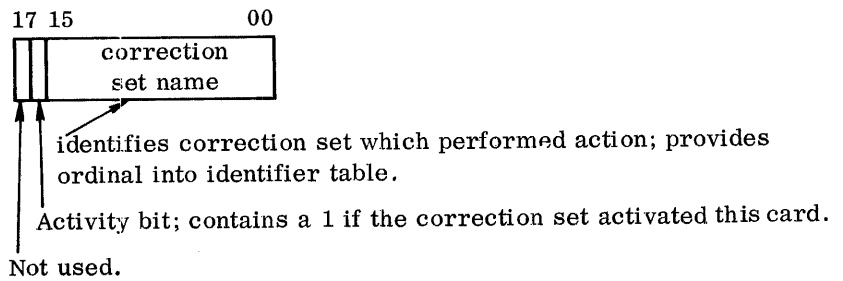 17 15 00
correction
set name
identifies correction set which performed action; provides
ordinal into identifier table.
Activity bit; contains a 1 if the correction set activated this card.
Not used.